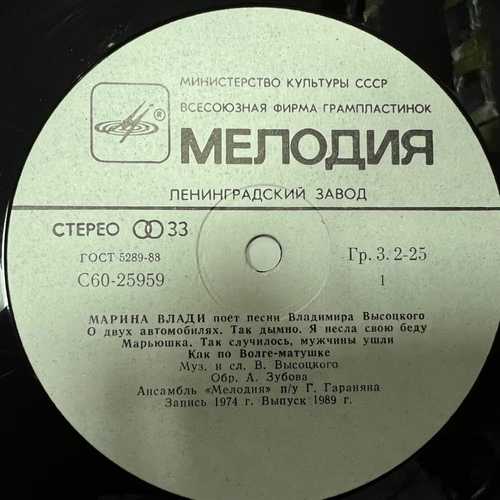 МИНИСТЕРСТВО КУЛЬТУРЫ СССР
ВСЕСОЮЗНАЯ ФИРМА ГРАМПЛАСТИНОК
®
МЕЛОДИЯ
ЛЕНИНГРАДСКИЙ ЗАВОД
СТЕРЕО 33
ГОСТ 5289-88 Гр. 3. 2-25
С60-25959 1
МАРИНА ВЛАДИ поет песни Владимира Высоцкого
О двух автомобилях. Так дымно. Я несла свою беду
Марьюшка. Так случилось, мужчины ушли
Как по Волге-матушке
Муз. и сл. В. Высоцкого
Обр. А. Зубова
Ансамбль «Мелодия» п/у Г. Гараняна
Запись 1974 г. Выпуск 1989 г.